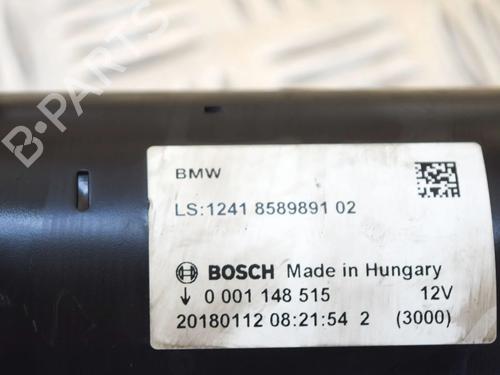 B-PARTS
BMW
LS:1241 8589891 02
BOSCH Made in Hungary
↓ 0 001 148 515 12V
20180112 08:21:54 2 (3000)